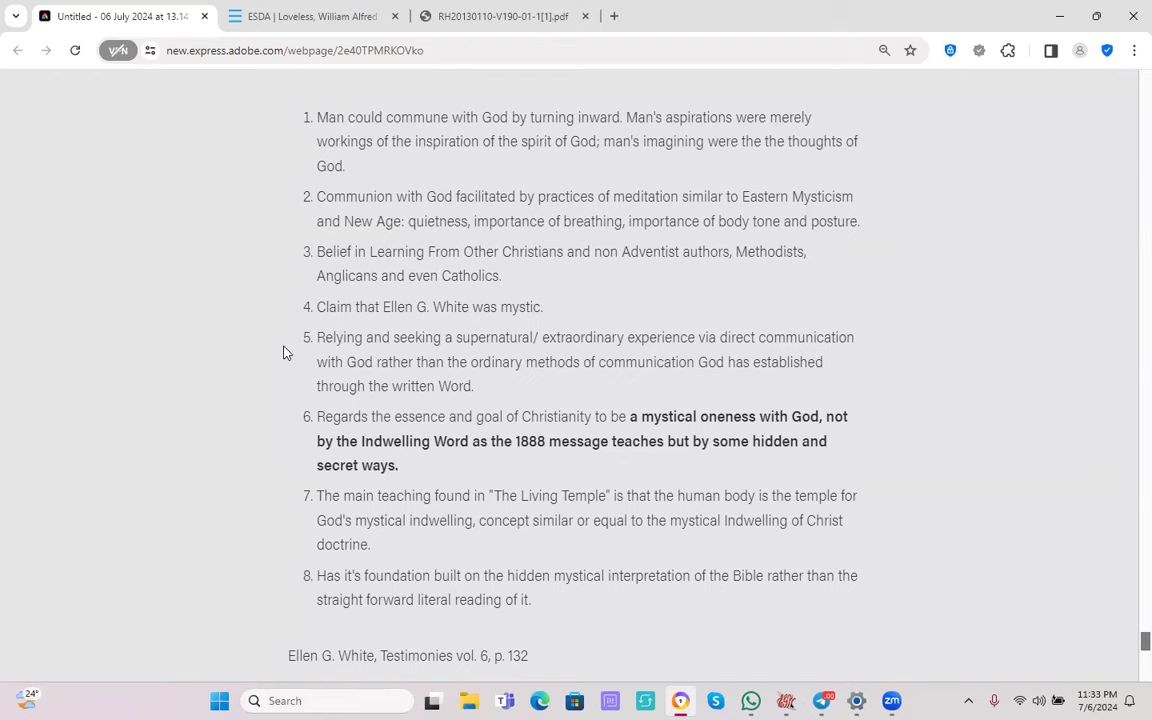 Untitled - 06 July 2024 at 13.14
ESDA | Loveless, William Alfred
RH20130110-V190-01-1[1].pdf
VPN
new.express.adobe.com/webpage/2e40TPMRKOVko
1. Man could commune with God by turning inward. Man's aspirations were merely
workings of the inspiration of the spirit of God; man's imagining were the the thoughts of
God.
2. Communion with God facilitated by practices of meditation similar to Eastern Mysticism
and New Age: quietness, importance of breathing, importance of body tone and posture.
3. Belief in Learning From Other Christians and non Adventist authors, Methodists,
Anglicans and even Catholics.
4. Claim that Ellen G. White was mystic.
5. Relying and seeking a supernatural/ extraordinary experience via direct communication
with God rather than the ordinary methods of communication God has established
through the written Word.
6. Regards the essence and goal of Christianity to be a mystical oneness with God, not
by the Indwelling Word as the 1888 message teaches but by some hidden and
secret ways.
7. The main teaching found in "The Living Temple" is that the human body is the temple for
God's mystical indwelling, concept similar or equal to the mystical Indwelling of Christ
doctrine.
8. Has it's foundation built on the hidden mystical interpretation of the Bible rather than the
straight forward literal reading of it.
Ellen G. White, Testimonies vol. 6, p. 132
24°
Search
zm
11:33 PM
7/6/2024